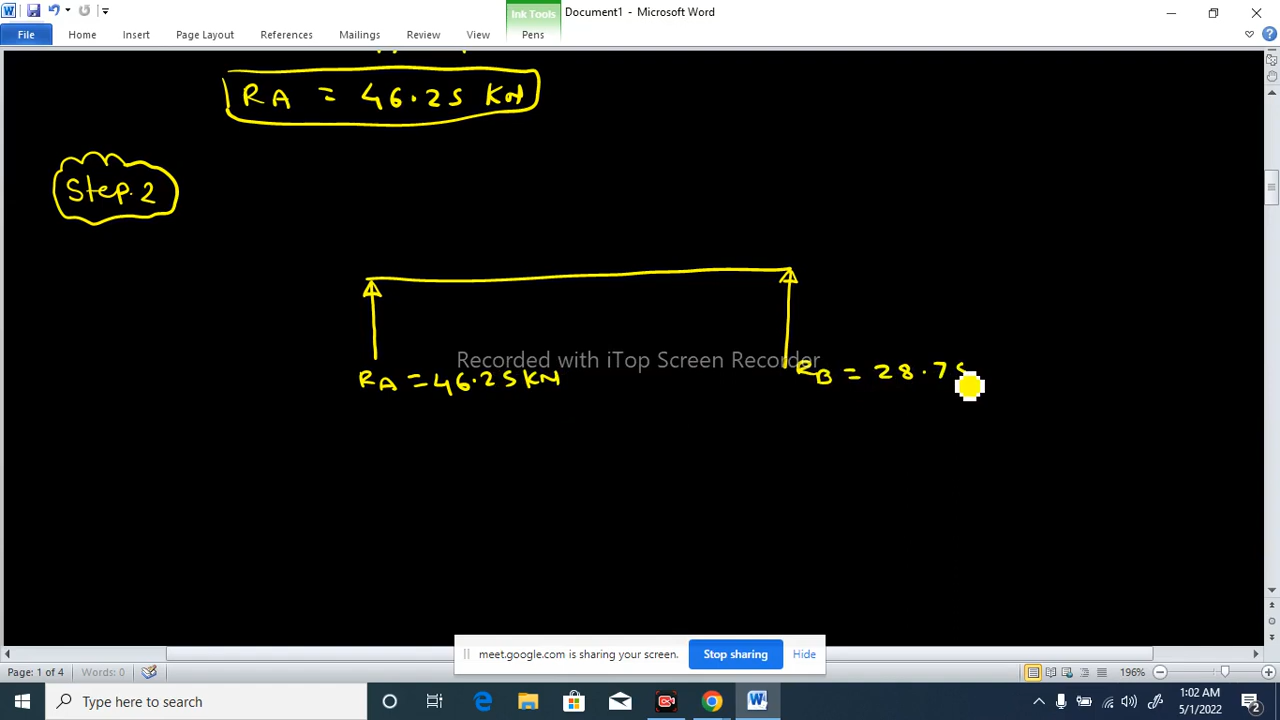 Ink Tools
Document1 - Microsoft Word
File Home Insert Page Layout References Mailings Review View Pens
RA = 46.25 KN
Step.2
Recorded with iTop Screen Recorder
RA = 46.25 KN
RB = 28.75
meet.google.com is sharing your screen. Stop sharing Hide
Page: 1 of 4 Words: 0 196%
Type here to search
1:02 AM
5/1/2022
2